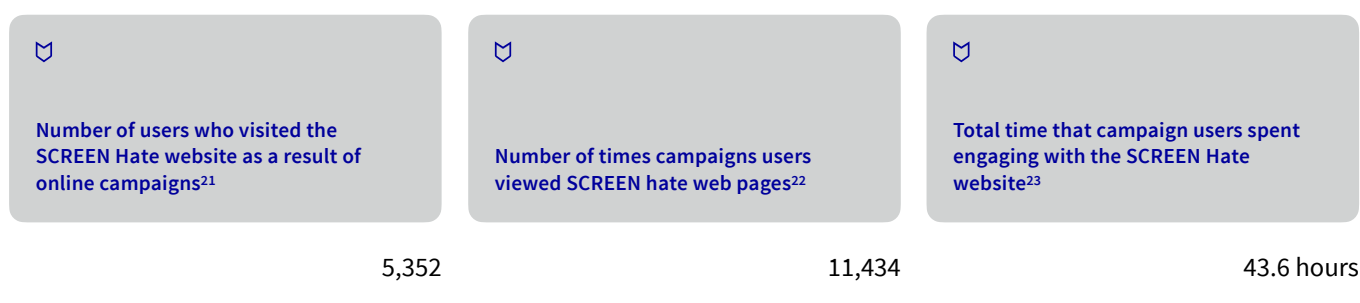 Number of users who visited the
SCREEN Hate website as a result of
online campaigns²¹
5,352
Number of times campaigns users
viewed SCREEN hate web pages²²
11,434
Total time that campaign users spent
engaging with the SCREEN Hate
website²³
43.6 hours